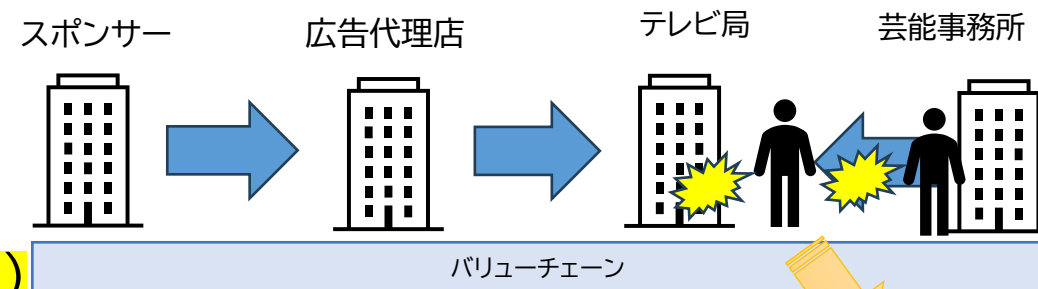 スポンサー
広告代理店
テレビ局
芸能事務所
)
バリューチェーン